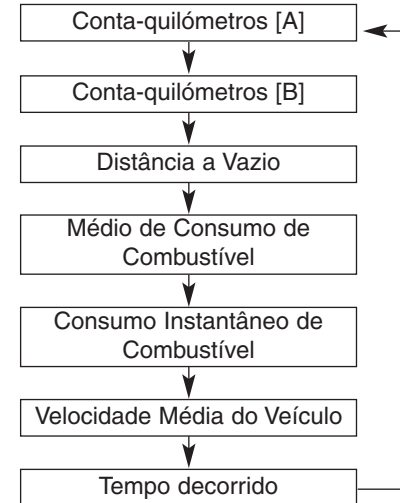 Conta-quilómetros [A]
Conta-quilómetros [B]
Distância a Vazio
Médio de Consumo de
Combustível
Consumo Instantâneo de
Combustível
Velocidade Média do Veículo
Tempo decorrido